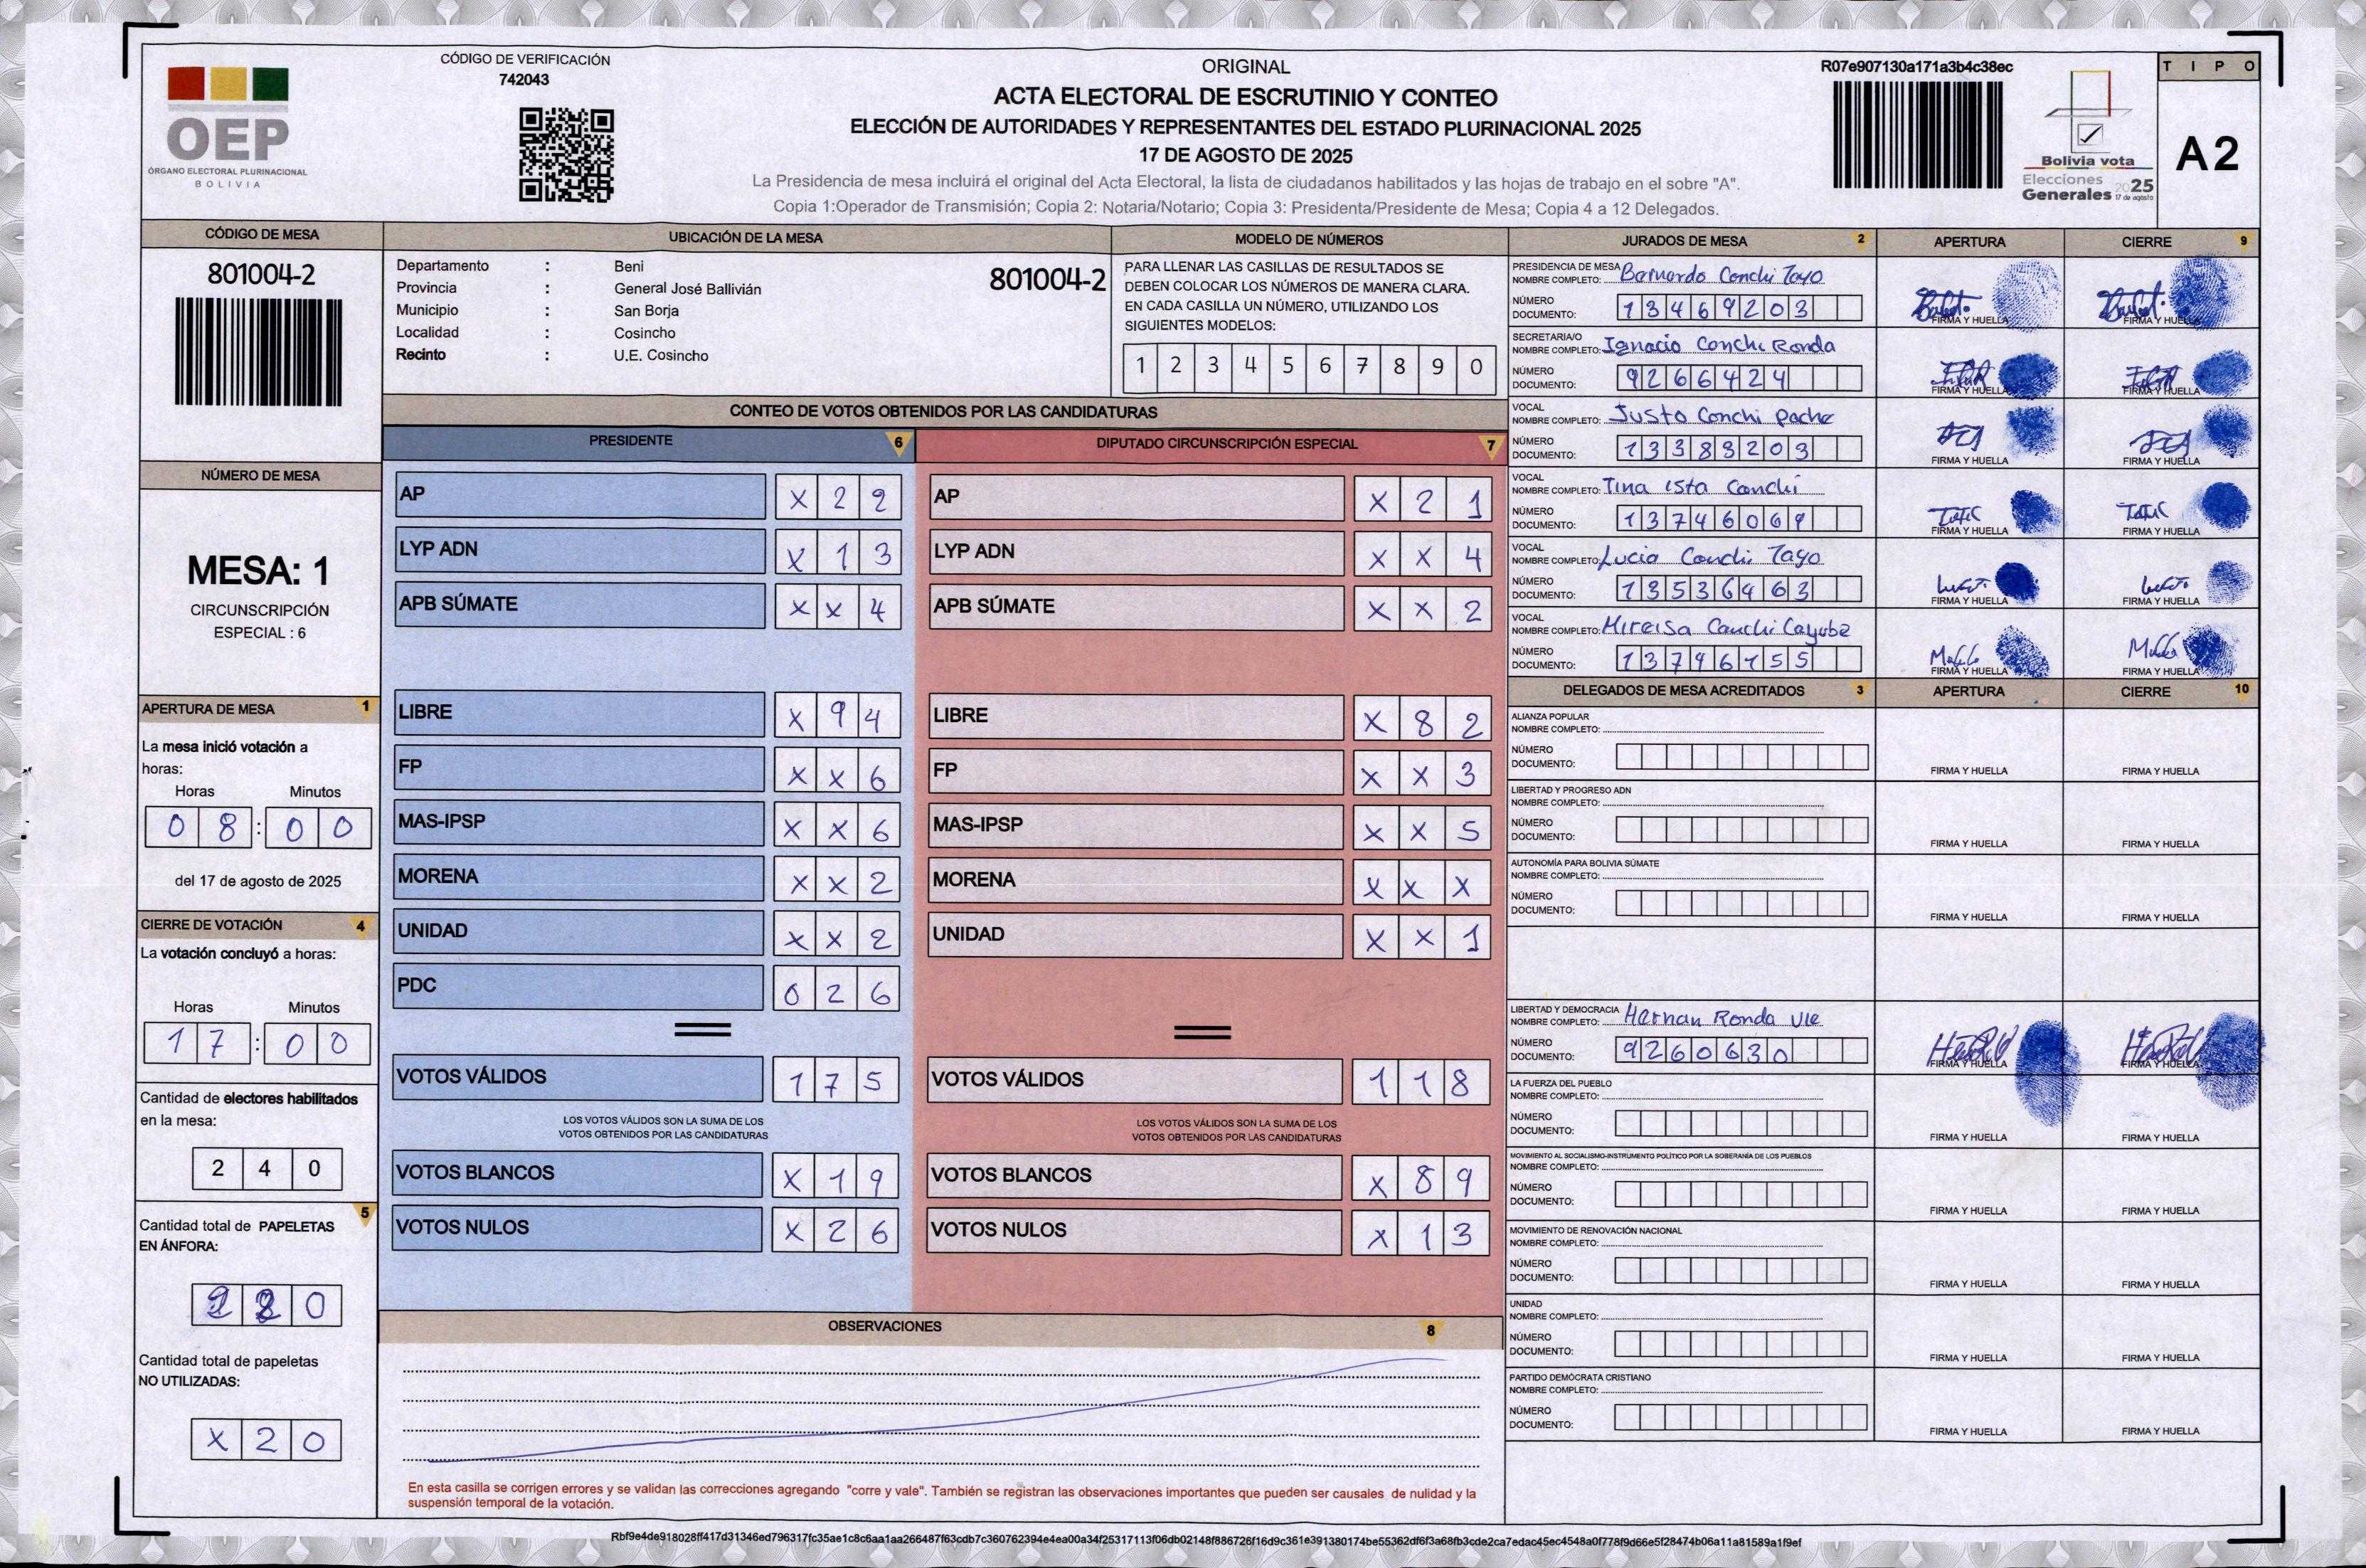 CÓDIGO DE VERIFICACIÓN
742043
OEP
ÓRGANO ELECTORAL PLURINACIONAL
BOLIVIA
ORIGINAL
ACTA ELECTORAL DE ESCRUTINIO Y CONTEO
ELECCIÓN DE AUTORIDADES Y REPRESENTANTES DEL ESTADO PLURINACIONAL 2025
17 DE AGOSTO DE 2025
La Presidencia de mesa incluirá el original del Acta Electoral, la lista de ciudadanos habilitados y las hojas de trabajo en el sobre "A".
Copia 1:Operador de Transmisión; Copia 2: Notaria/Notario; Copia 3: Presidenta/Presidente de Mesa; Copia 4 a 12 Delegados.
R07e907130a171a3b4c38ec
Bolivia vota
Elecciones
Generales 2025
17 de agosto
TIPO
A2
CÓDIGO DE MESA
801004-2
NÚMERO DE MESA
MESA: 1
CIRCUNSCRIPCIÓN
ESPECIAL : 6
APERTURA DE MESA 1
La mesa inició votación a
horas:
Horas Minutos
0 8 : 0 0
del 17 de agosto de 2025
CIERRE DE VOTACIÓN 4
La votación concluyó a horas:
Horas Minutos
1 7 : 0 0
Cantidad de electores habilitados
en la mesa:
2 4 0
5
Cantidad total de PAPELETAS
EN ÁNFORA:
2 2 0
Cantidad total de papeletas
NO UTILIZADAS:
X 2 0
UBICACIÓN DE LA MESA
Departamento : Beni
801004-2
Provincia : General José Ballivián
Municipio : San Borja
Localidad : Cosincho
Recinto : U.E. Cosincho
MODELO DE NÚMEROS
PARA LLENAR LAS CASILLAS DE RESULTADOS SE
DEBEN COLOCAR LOS NÚMEROS DE MANERA CLARA.
EN CADA CASILLA UN NÚMERO, UTILIZANDO LOS
SIGUIENTES MODELOS:
1 2 3 4 5 6 7 8 9 0
CONTEO DE VOTOS OBTENIDOS POR LAS CANDIDATURAS
PRESIDENTE 6
AP X 2 2
LYP ADN X 1 3
APB SÚMATE X X 4
LIBRE X 9 4
FP X X 6
MAS-IPSP X X 6
MORENA X X 2
UNIDAD X X 2
PDC 0 2 6
VOTOS VÁLIDOS 1 7 5
LOS VOTOS VÁLIDOS SON LA SUMA DE LOS
VOTOS OBTENIDOS POR LAS CANDIDATURAS
VOTOS BLANCOS X 1 9
VOTOS NULOS X 2 6
DIPUTADO CIRCUNSCRIPCIÓN ESPECIAL 7
AP X 2 1
LYP ADN X X 4
APB SÚMATE X X 2
LIBRE X 8 2
FP X X 3
MAS-IPSP X X 5
MORENA X X X
UNIDAD X X 1
VOTOS VÁLIDOS 1 1 8
LOS VOTOS VÁLIDOS SON LA SUMA DE LOS
VOTOS OBTENIDOS POR LAS CANDIDATURAS
VOTOS BLANCOS X 8 9
VOTOS NULOS X 1 3
OBSERVACIONES 8
En esta casilla se corrigen errores y se validan las correcciones agregando "corre y vale". También se registran las observaciones importantes que pueden ser causales de nulidad y la
suspensión temporal de la votación.
JURADOS DE MESA 2 APERTURA CIERRE 9
PRESIDENCIA DE MESA
NOMBRE COMPLETO: Bernardo Conchi Tayo
NÚMERO
DOCUMENTO: 13469203
FIRMA Y HUELLA FIRMA Y HUELLA
SECRETARIA/O
NOMBRE COMPLETO: Ignacio Conchi Ronda
NÚMERO
DOCUMENTO: 9266424
FIRMA Y HUELLA FIRMA Y HUELLA
VOCAL
NOMBRE COMPLETO: Justo Conchi Pache
NÚMERO
DOCUMENTO: 13383203
FIRMA Y HUELLA FIRMA Y HUELLA
VOCAL
NOMBRE COMPLETO: Tina Ista Conchi
NÚMERO
DOCUMENTO: 13746069
FIRMA Y HUELLA FIRMA Y HUELLA
VOCAL
NOMBRE COMPLETO: Lucia Conchi Tayo
NÚMERO
DOCUMENTO: 13536463
FIRMA Y HUELLA FIRMA Y HUELLA
VOCAL
NOMBRE COMPLETO: Mireisa Canchi Cayuba
NÚMERO
DOCUMENTO: 13746155
FIRMA Y HUELLA FIRMA Y HUELLA
DELEGADOS DE MESA ACREDITADOS 3 APERTURA CIERRE 10
ALIANZA POPULAR
NOMBRE COMPLETO:
NÚMERO
DOCUMENTO:
FIRMA Y HUELLA FIRMA Y HUELLA
LIBERTAD Y PROGRESO ADN
NOMBRE COMPLETO:
NÚMERO
DOCUMENTO:
FIRMA Y HUELLA FIRMA Y HUELLA
AUTONOMÍA PARA BOLIVIA SÚMATE
NOMBRE COMPLETO:
NÚMERO
DOCUMENTO:
FIRMA Y HUELLA FIRMA Y HUELLA
LIBERTAD Y DEMOCRACIA
NOMBRE COMPLETO: Hernan Ronda Vie
NÚMERO
DOCUMENTO: 9260630
FIRMA Y HUELLA FIRMA Y HUELLA
LA FUERZA DEL PUEBLO
NOMBRE COMPLETO:
NÚMERO
DOCUMENTO:
FIRMA Y HUELLA FIRMA Y HUELLA
MOVIMIENTO AL SOCIALISMO-INSTRUMENTO POLÍTICO POR LA SOBERANÍA DE LOS PUEBLOS
NOMBRE COMPLETO:
NÚMERO
DOCUMENTO:
FIRMA Y HUELLA FIRMA Y HUELLA
MOVIMIENTO DE RENOVACIÓN NACIONAL
NOMBRE COMPLETO:
NÚMERO
DOCUMENTO:
FIRMA Y HUELLA FIRMA Y HUELLA
UNIDAD
NOMBRE COMPLETO:
NÚMERO
DOCUMENTO:
FIRMA Y HUELLA FIRMA Y HUELLA
PARTIDO DEMÓCRATA CRISTIANO
NOMBRE COMPLETO:
NÚMERO
DOCUMENTO:
FIRMA Y HUELLA FIRMA Y HUELLA